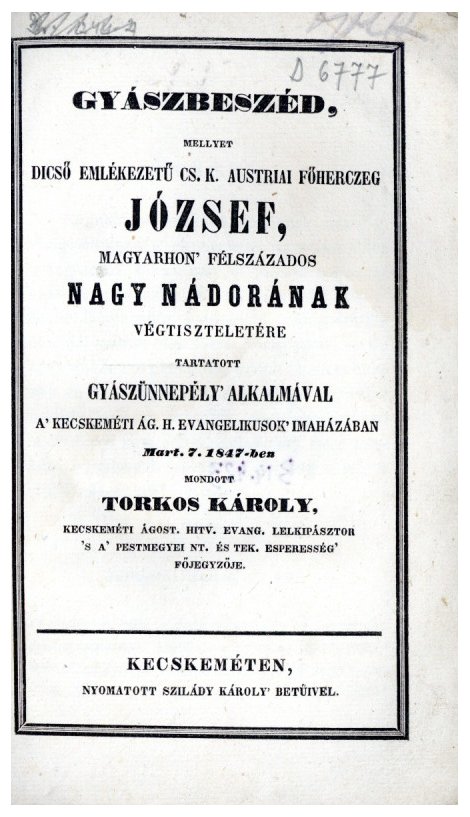 D 6777
GYÁSZBESZÉD,
MELLYET
DICSŐ EMLÉKEZETŰ CS. K. AUSTRIAI FŐHERCZEG
JÓZSEF,
MAGYARHON' FÉLSZÁZADOS
NAGY NÁDORÁNAK
VÉGTISZTELETÉRE
TARTATOTT
GYÁSZÜNNEPÉLY' ALKALMÁVAL
A' KECSKEMÉTI ÁG. H. EVANGELIKUSOK' IMAHÁZÁBAN
Mart. 7. 1847-ben
MONDOTT
TORKOS KÁROLY,
KECSKEMÉTI ÁGOST. HITV. EVANG. LELKIPÁSZTOR
'S A' PESTMEGYEI NT. ÉS TEK. ESPERESSÉG'
FŐJEGYZŐJE.
KECSKEMÉTEN,
NYOMATOTT SZILÁDY KÁROLY' BETŰIVEL.